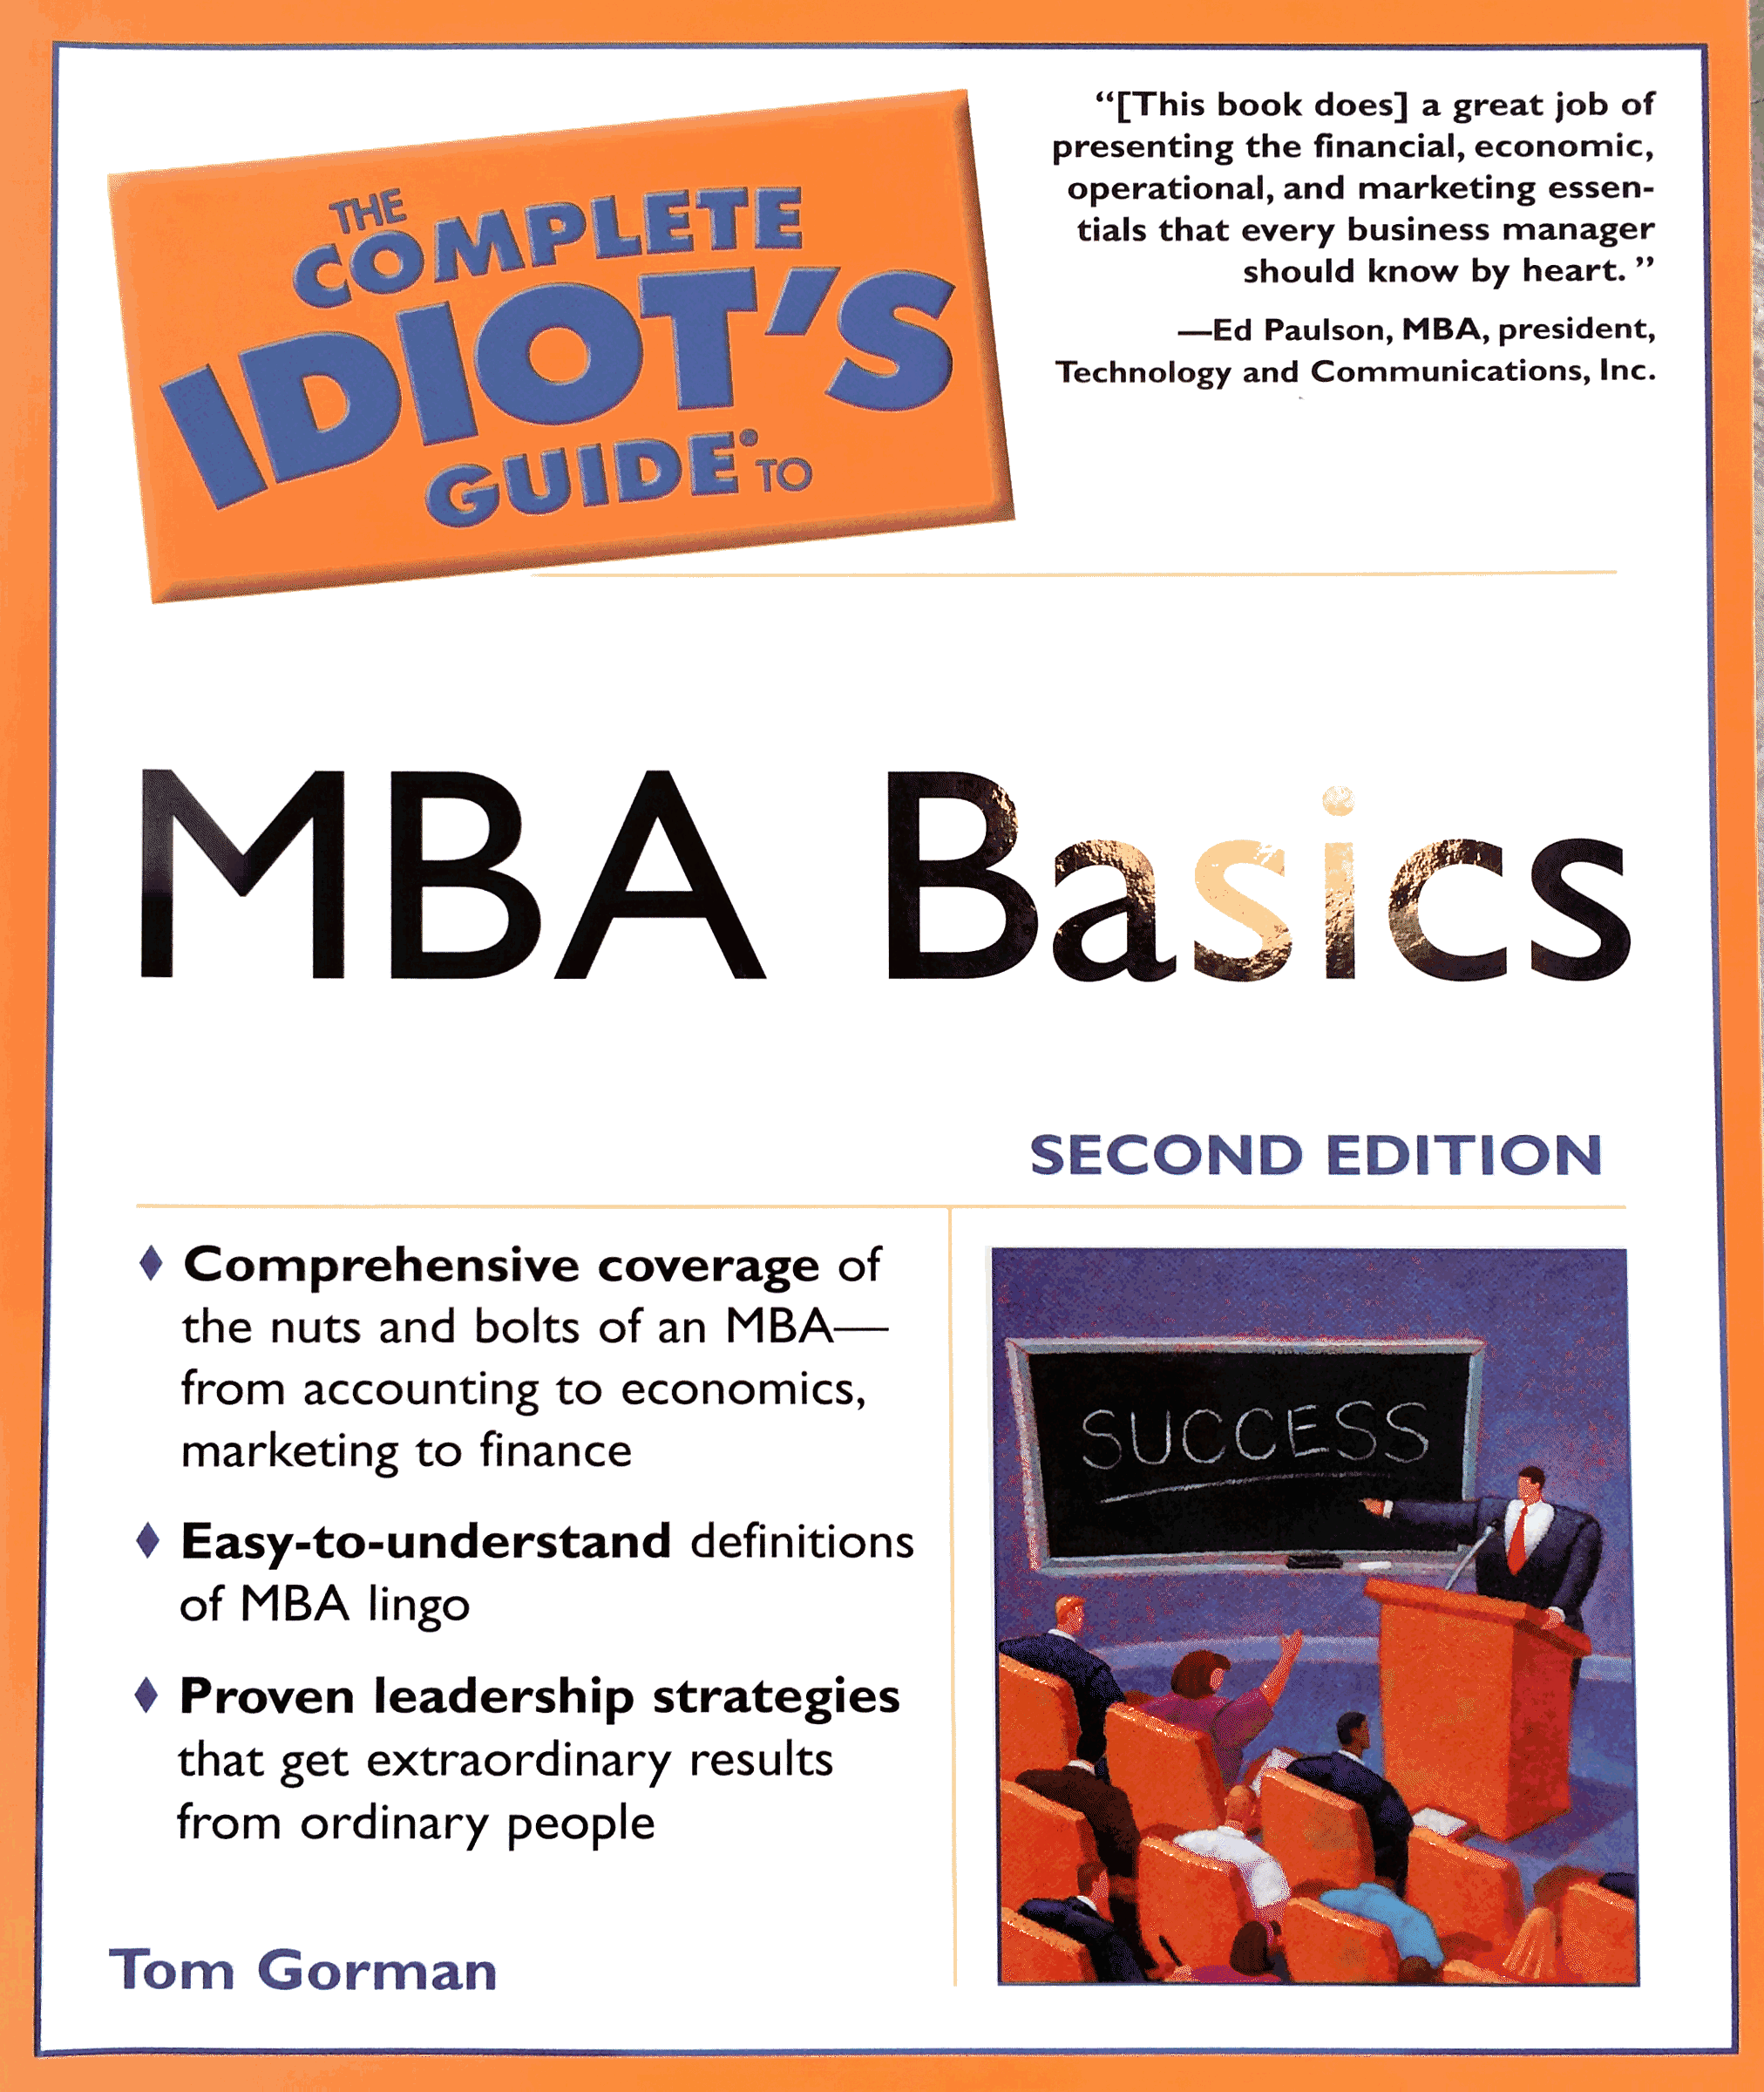 THE
COMPLETE
IDIOT'S
GUIDE® TO
“[This book does] a great job of
presenting the financial, economic,
operational, and marketing essen-
tials that every business manager
should know by heart. ”
—Ed Paulson, MBA, president,
Technology and Communications, Inc.
MBA Basics
SECOND EDITION
♦ Comprehensive coverage of
the nuts and bolts of an MBA—
from accounting to economics,
marketing to finance
♦ Easy-to-understand definitions
of MBA lingo
♦ Proven leadership strategies
that get extraordinary results
from ordinary people
SUCCESS
Tom Gorman